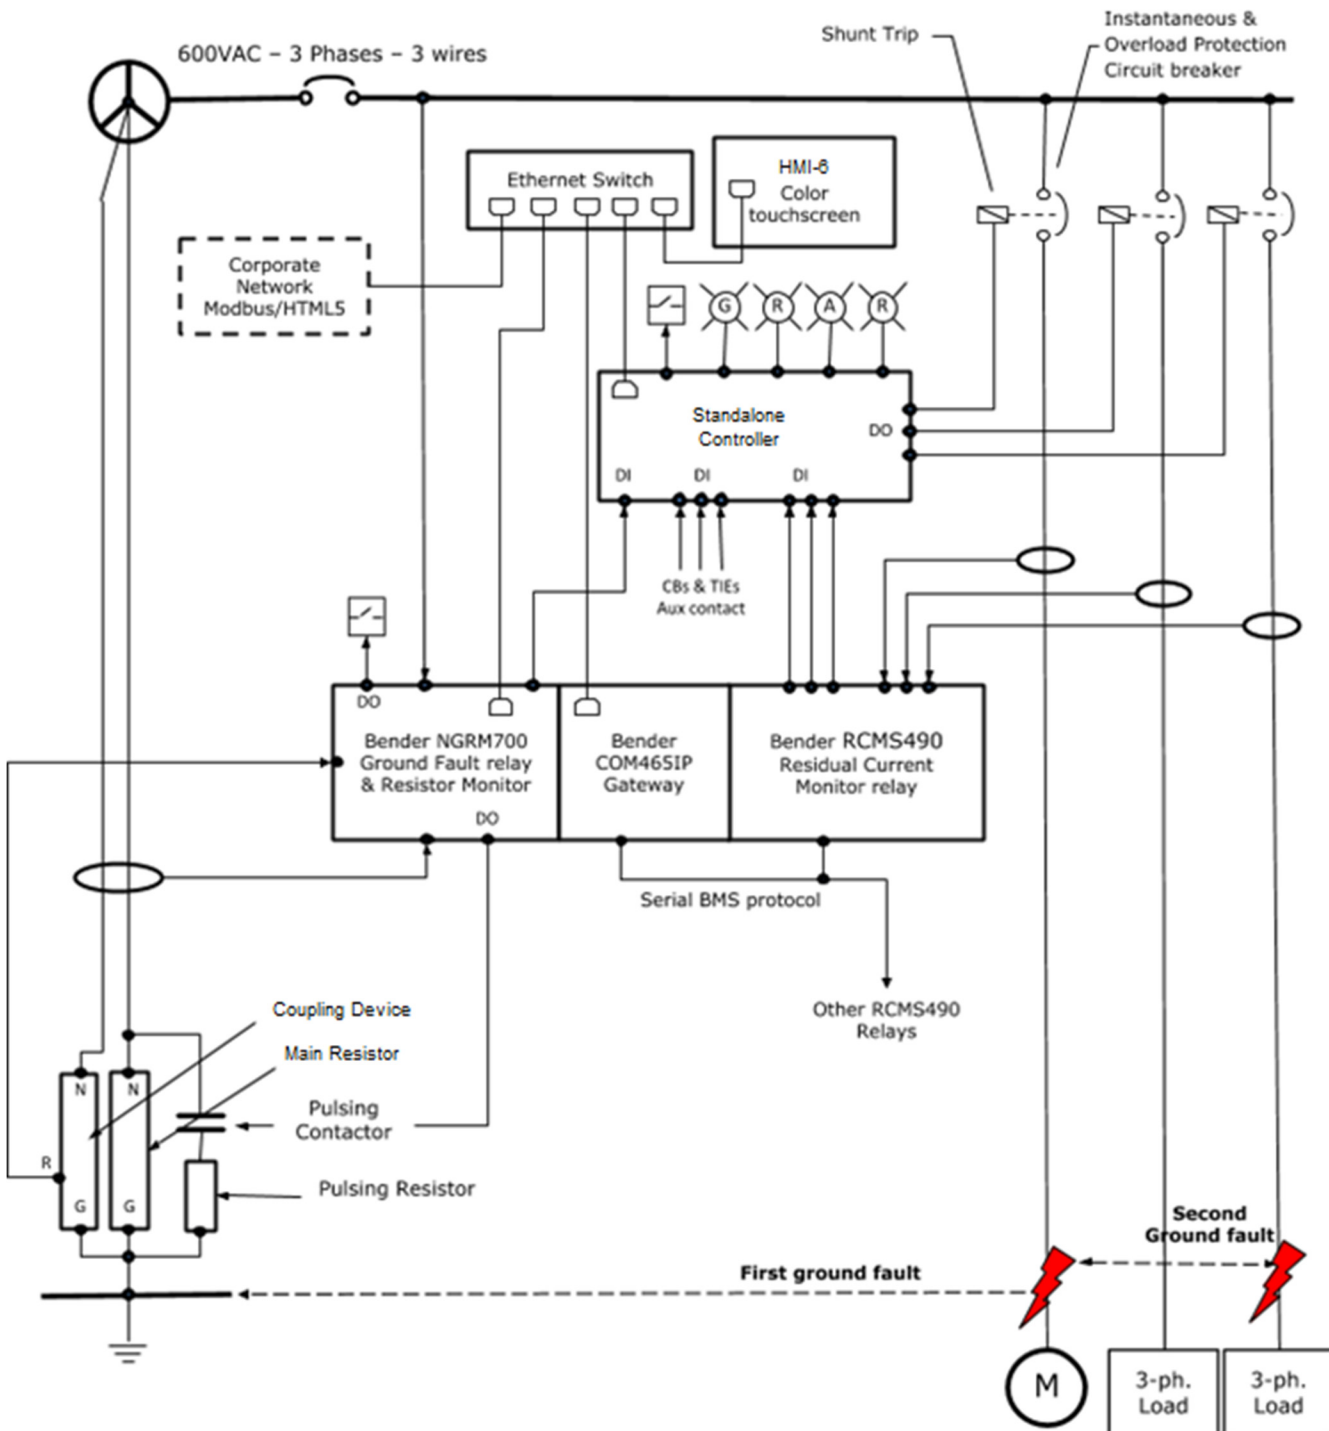 600VAC – 3 Phases – 3 wires
Shunt Trip
Instantaneous &
Overload Protection
Circuit breaker
Ethernet Switch
HMI-6
Color
touchscreen
Corporate
Network
Modbus/HTML5
G
R
A
R
Standalone
Controller
DO
DI
DI
DI
CBs & TIEs
Aux contact
DO
Bender NGRM700
Ground Fault relay
& Resistor Monitor
DO
Bender
COM465IP
Gateway
Bender RCMS490
Residual Current
Monitor relay
Serial BMS protocol
Other RCMS490
Relays
Coupling Device
Main Resistor
N
N
Pulsing
Contactor
R
G
G
Pulsing Resistor
Second
Ground fault
First ground fault
M
3-ph.
Load
3-ph.
Load